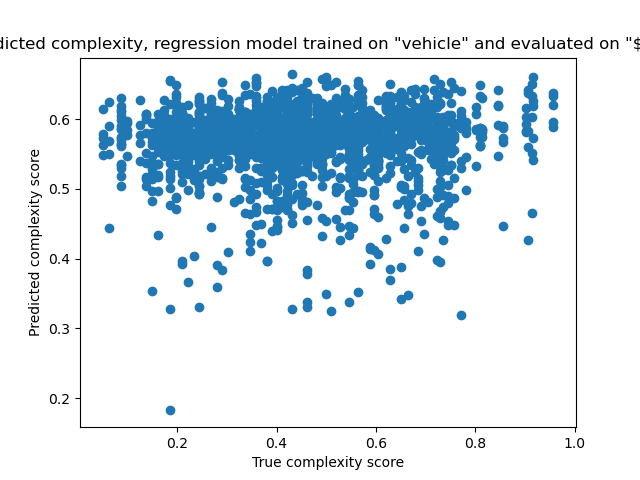 dicted complexity, regression model trained on "vehicle" and evaluated on "$
Predicted complexity score
0.6
0.5
0.4
0.3
0.2
0.2 0.4 0.6 0.8 1.0
True complexity score